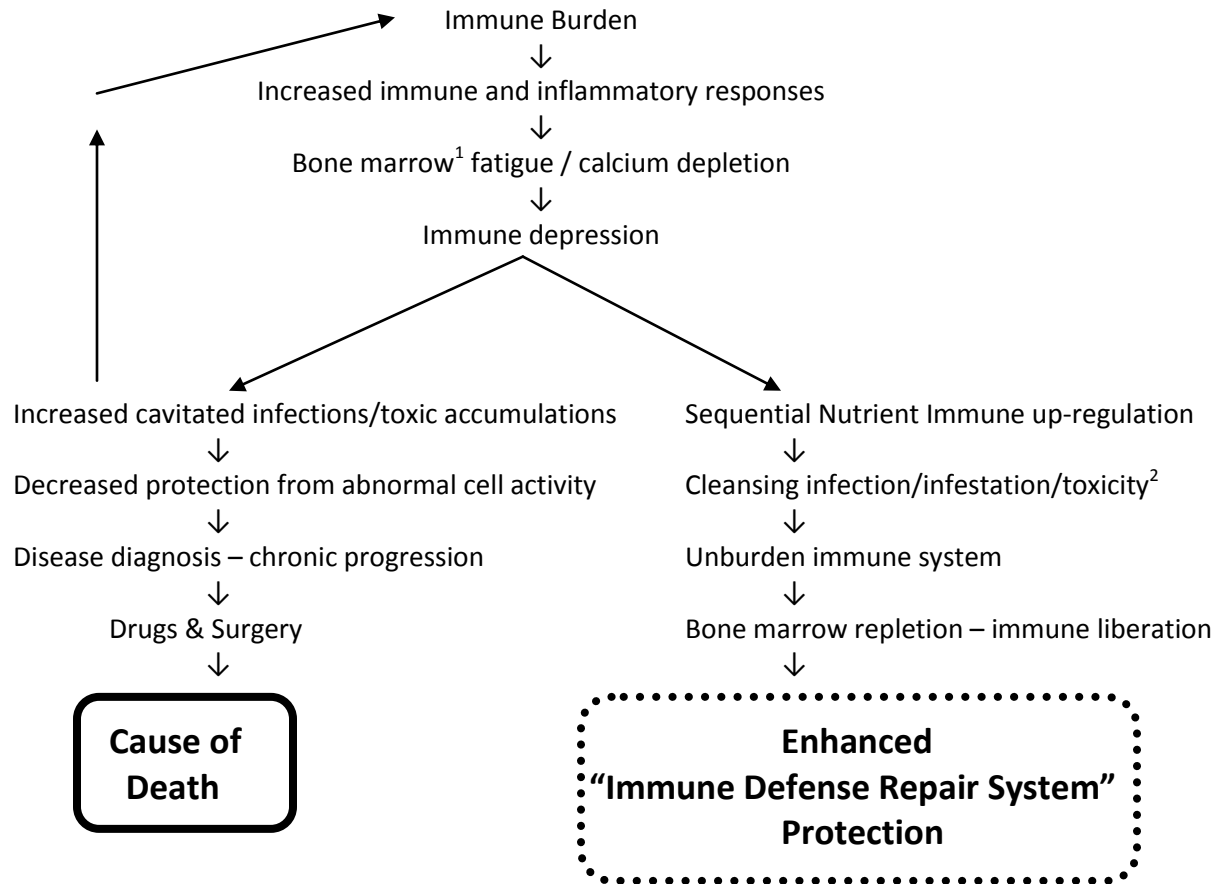 Immune Burden
↓
Increased immune and inflammatory responses
↓
Bone marrow¹ fatigue / calcium depletion
↓
Immune depression
Increased cavitated infections/toxic accumulations
↓
Decreased protection from abnormal cell activity
↓
Disease diagnosis – chronic progression
↓
Drugs & Surgery
↓
Cause of
Death
Sequential Nutrient Immune up-regulation
↓
Cleansing infection/infestation/toxicity²
↓
Unburden immune system
↓
Bone marrow repletion – immune liberation
↓
Enhanced
“Immune Defense Repair System”
Protection